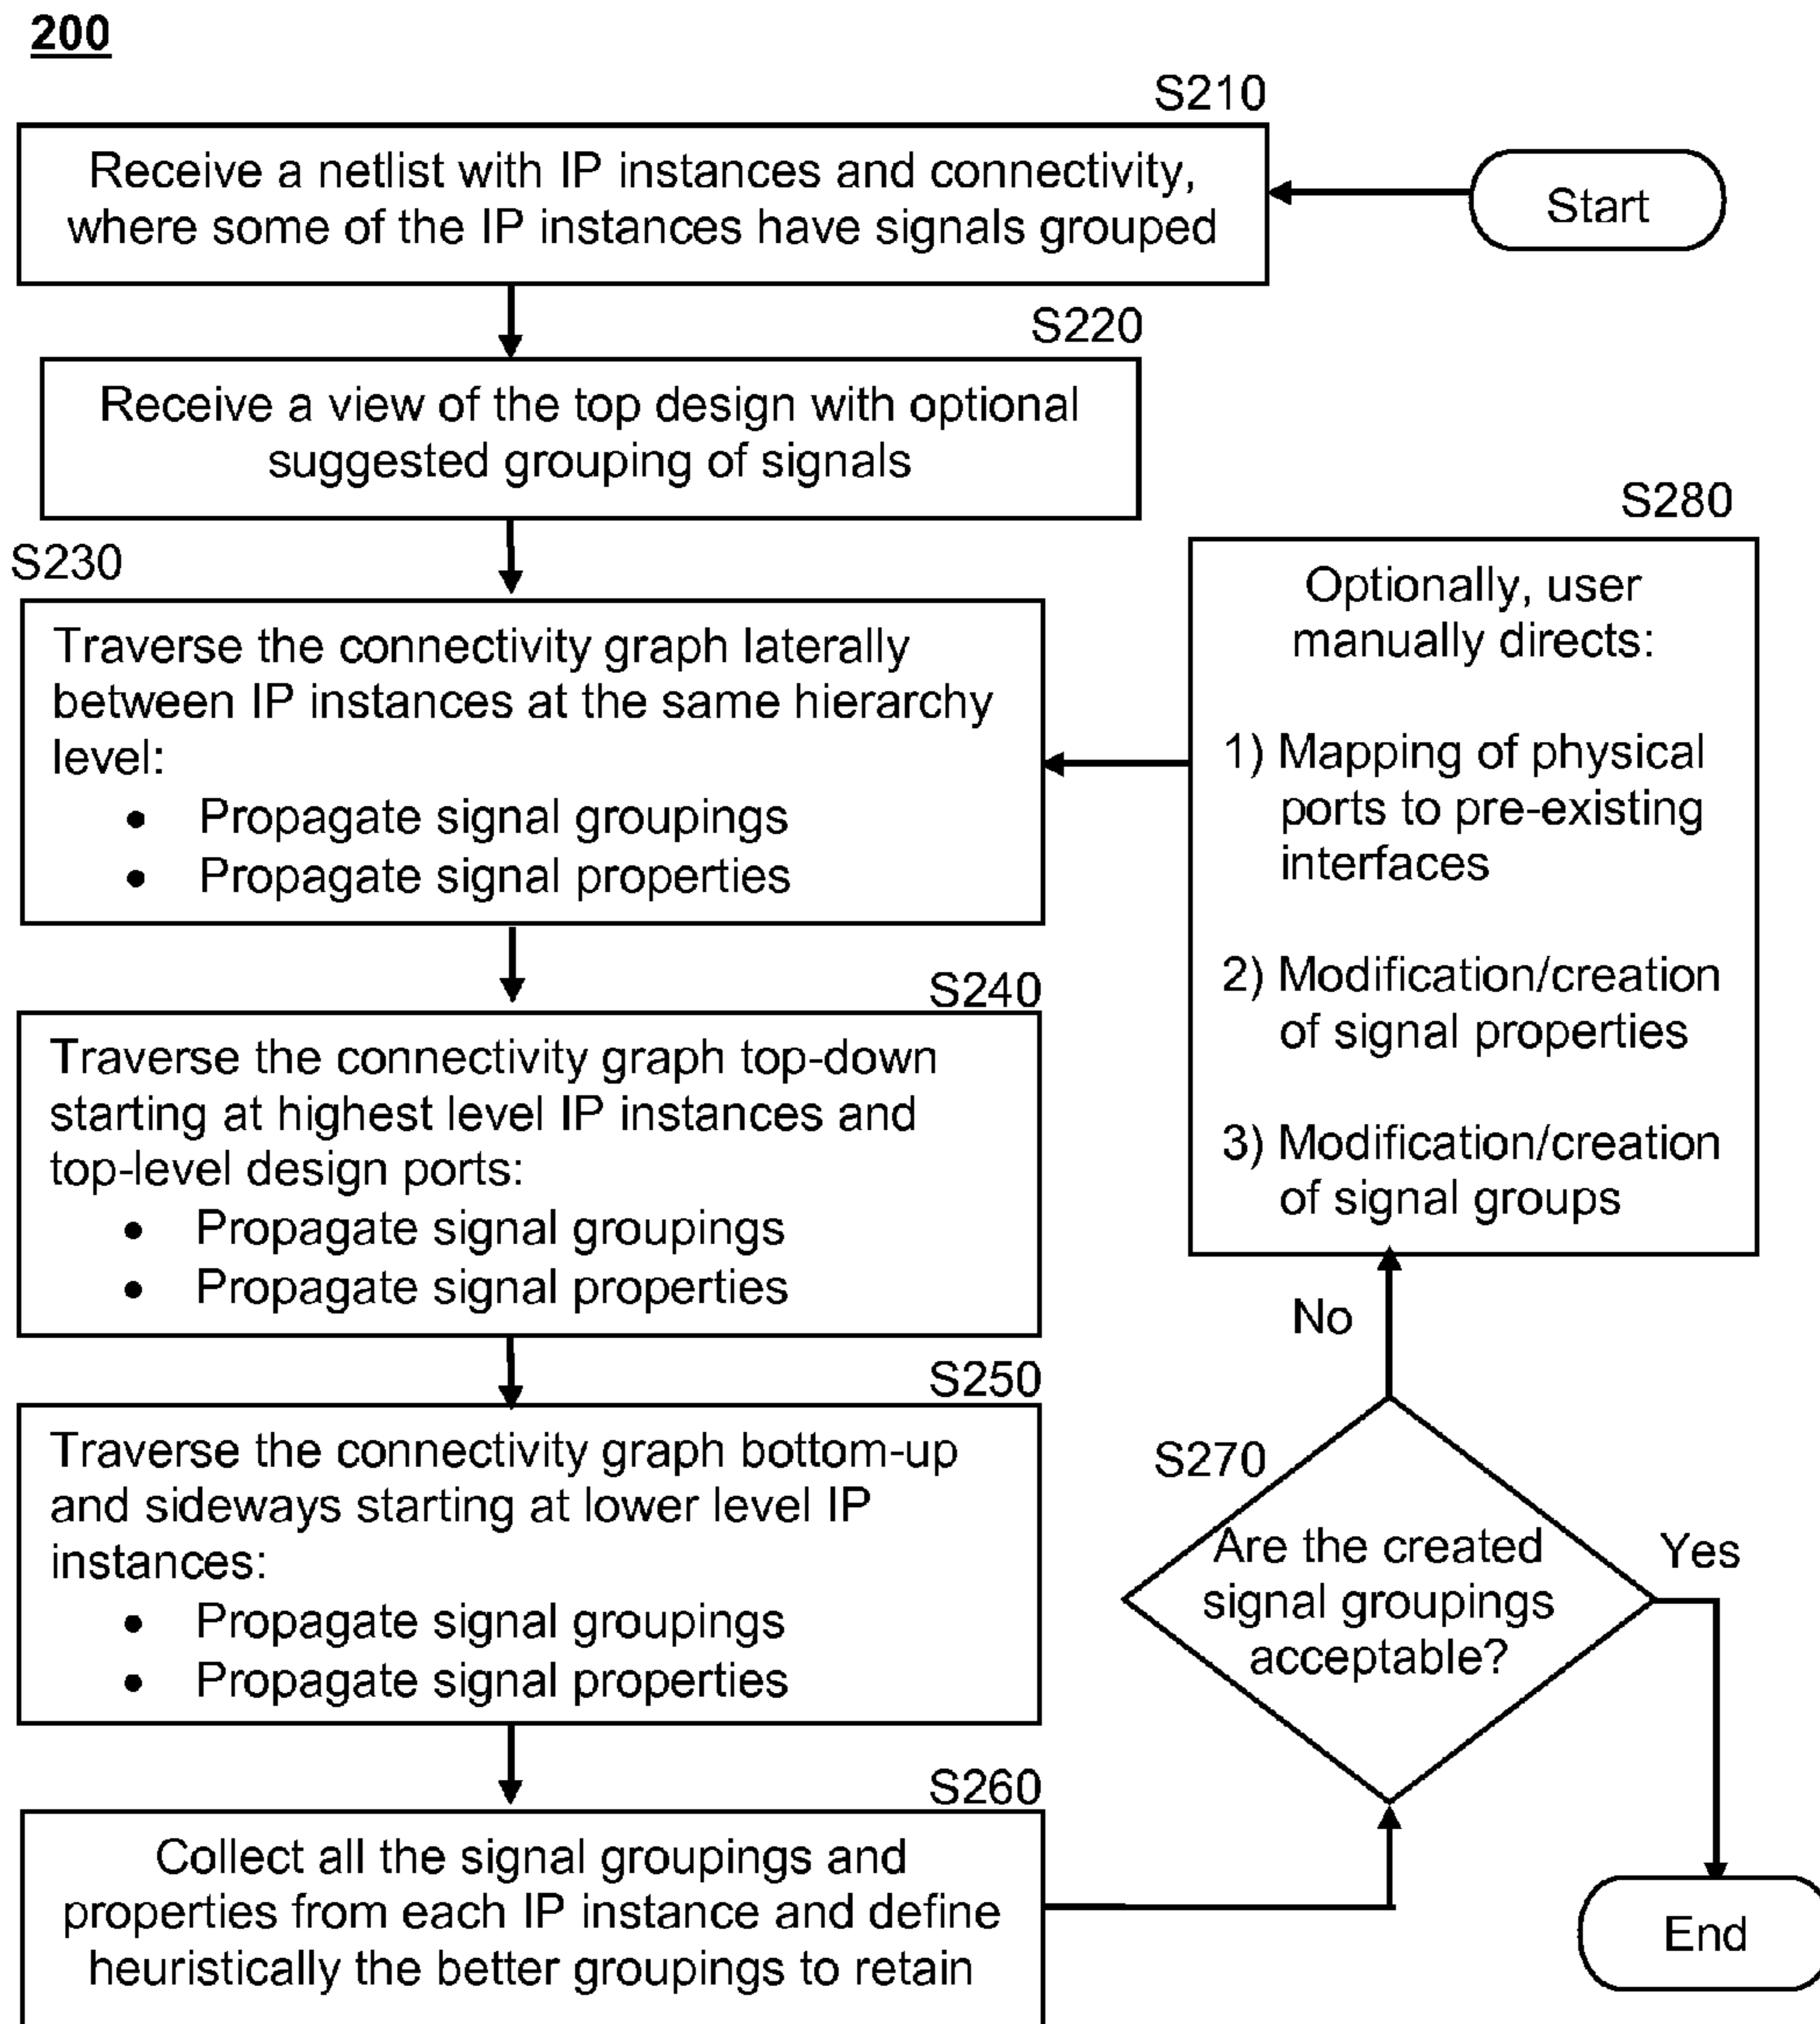 200
S210
Receive a netlist with IP instances and connectivity,
where some of the IP instances have signals grouped
Start
S220
Receive a view of the top design with optional
suggested grouping of signals
S230
Traverse the connectivity graph laterally
between IP instances at the same hierarchy
level:
• Propagate signal groupings
• Propagate signal properties
S240
Traverse the connectivity graph top-down
starting at highest level IP instances and
top-level design ports:
• Propagate signal groupings
• Propagate signal properties
S250
Traverse the connectivity graph bottom-up
and sideways starting at lower level IP
instances:
• Propagate signal groupings
• Propagate signal properties
S260
Collect all the signal groupings and
properties from each IP instance and define
heuristically the better groupings to retain
S270
Are the created
signal groupings
acceptable?
No
Yes
S280
Optionally, user
manually directs:
1) Mapping of physical
ports to pre-existing
interfaces
2) Modification/creation
of signal properties
3) Modification/creation
of signal groups
End